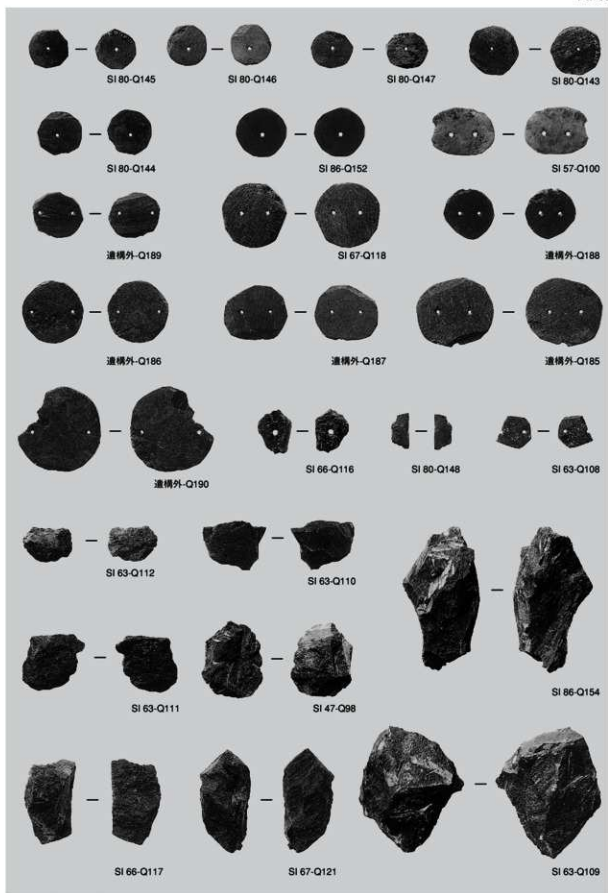 SI 80-Q145
SI 80-Q146
SI 80-Q147
SI 80-Q143
SI 80-Q144
SI 86-Q152
SI 57-Q100
遺構外-Q189
SI 67-Q118
遺構外-Q188
遺構外-Q186
遺構外-Q187
遺構外-Q185
遺構外-Q190
SI 66-Q116
SI 80-Q148
SI 63-Q108
SI 63-Q112
SI 63-Q110
SI 86-Q154
SI 63-Q111
SI 47-Q98
SI 66-Q117
SI 67-Q121
SI 63-Q109